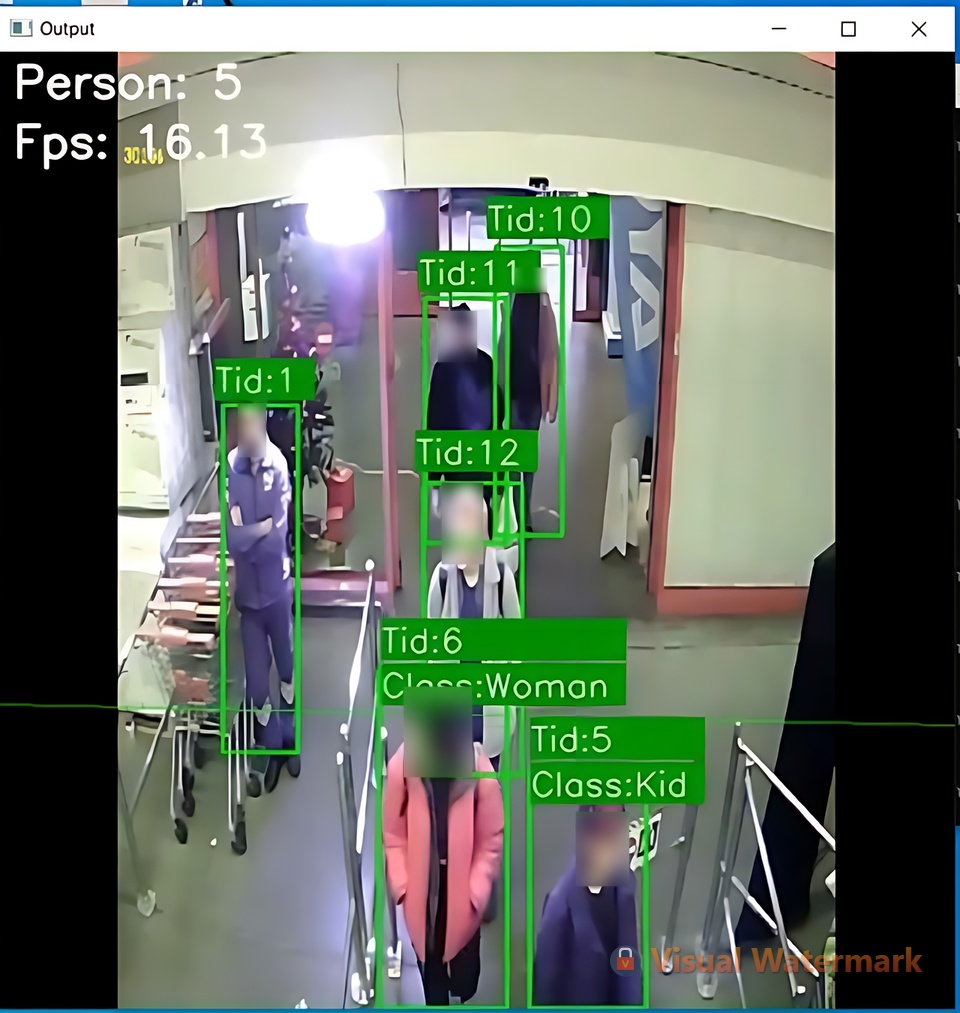 Output
Person: 5
Fps: 16.13
Tid:10
Tid:11
Tid:1
Tid:12
Tid:6
Class:Woman
Tid:5
Class:Kid
Visual Watermark